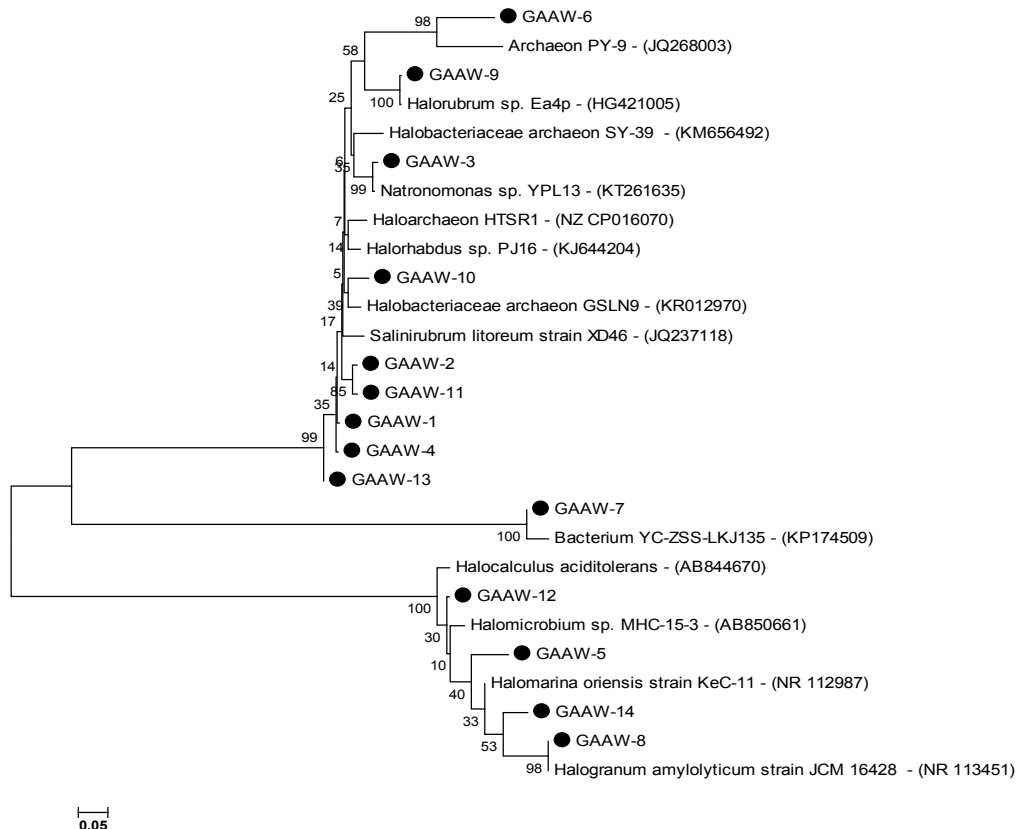 98
GAAW-6
Archaeon PY-9 - (JQ268003)
58
GAAW-9
25
100
Halorubrum sp. Ea4p - (HG421005)
Halobacteriaceae archaeon SY-39 - (KM656492)
6
35
GAAW-3
99
Natronomonas sp. YPL13 - (KT261635)
7
Haloarchaeon HTSR1 - (NZ CP016070)
14
Halorhabdus sp. PJ16 - (KJ644204)
5
GAAW-10
39
Halobacteriaceae archaeon GSLN9 - (KR012970)
17
Salinirubrum litoreum strain XD46 - (JQ237118)
14
GAAW-2
85
GAAW-11
35
GAAW-1
99
GAAW-4
GAAW-13
GAAW-7
100
Bacterium YC-ZSS-LKJ135 - (KP174509)
Halocalculus aciditolerans - (AB844670)
100
GAAW-12
30
Halomicrobium sp. MHC-15-3 - (AB850661)
10
GAAW-5
40
Halomarina oriensis strain KeC-11 - (NR 112987)
33
GAAW-14
53
GAAW-8
98
Halogranum amylolyticum strain JCM 16428 - (NR 113451)
0.05